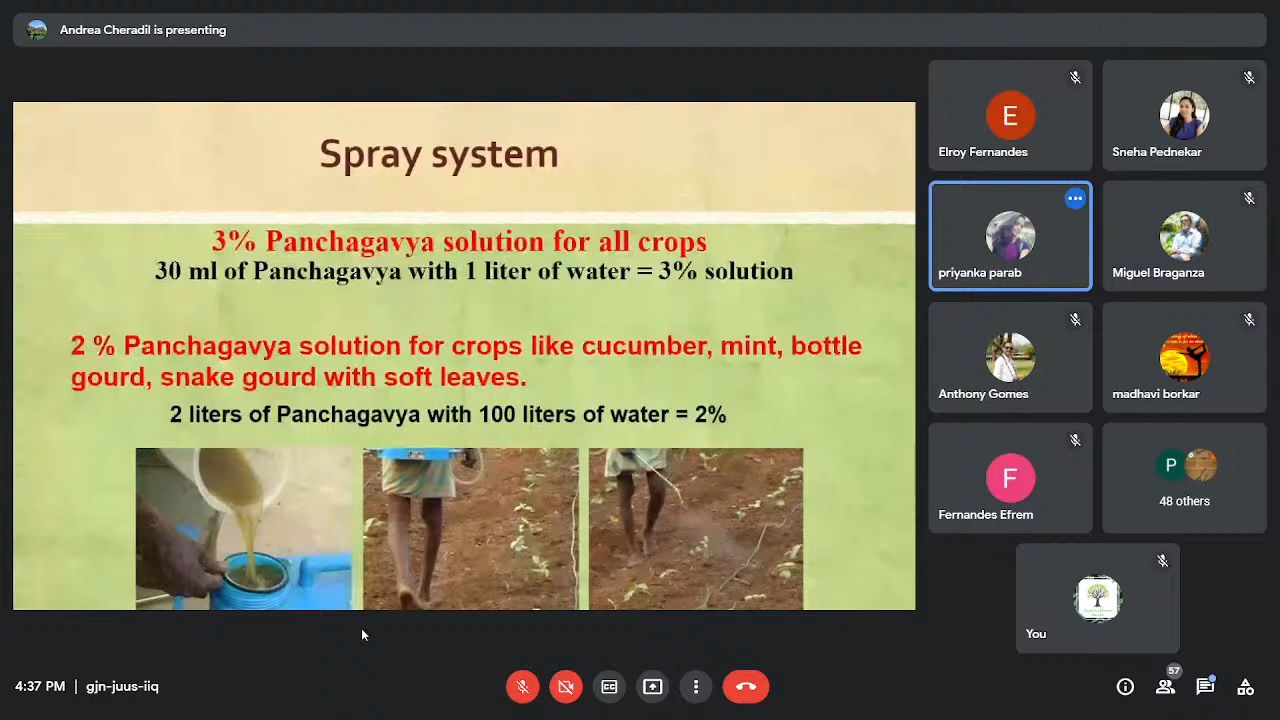 Andrea Cheradil is presenting
Spray system
3% Panchagavya solution for all crops
30 ml of Panchagavya with 1 liter of water = 3% solution
2 % Panchagavya solution for crops like cucumber, mint, bottle
gourd, snake gourd with soft leaves.
2 liters of Panchagavya with 100 liters of water = 2%
E
Elroy Fernandes
Sneha Pednekar
priyanka parab
Miguel Braganza
Anthony Gomes
madhavi borkar
F
Fernandes Efrem
P
48 others
You
4:37 PM | gjn-juus-iiq
CC
57